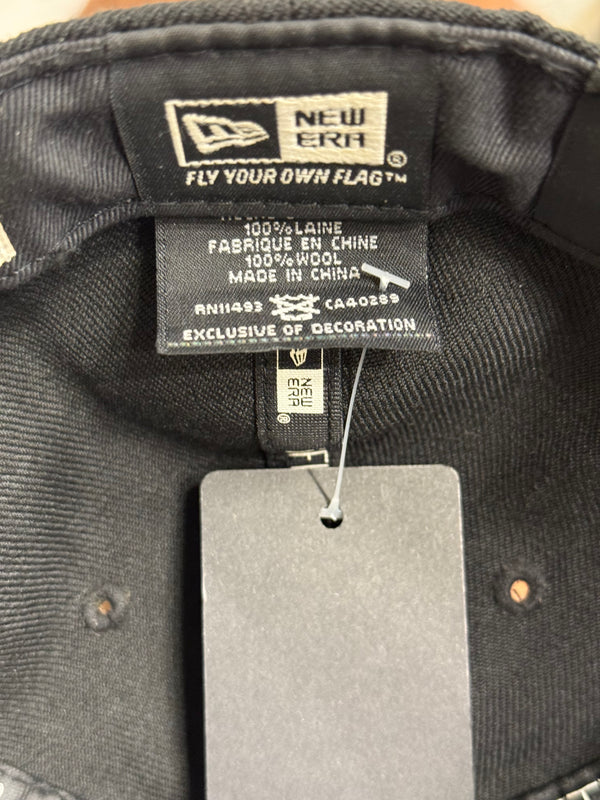 NEW
ERA®
FLY YOUR OWN FLAG™
100% LAINE
FABRIQUE EN CHINE
100% WOOL
MADE IN CHINA
RN11493 CA40289
EXCLUSIVE OF DECORATION
NEW
ERA®